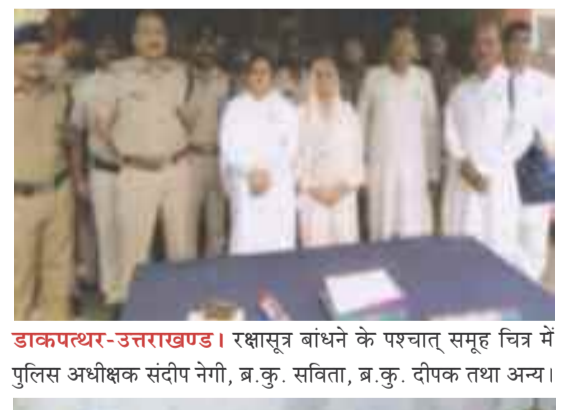 डाकपत्थर-उत्तराखण्ड। रक्षासूत्र बांधने के पश्चात् समूह चित्र में
पुलिस अधीक्षक संदीप नेगी, ब्र.कु. सविता, ब्र.कु. दीपक तथा अन्य।